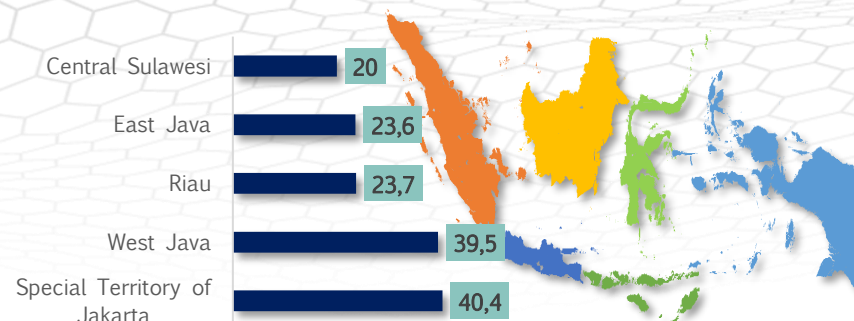 Central Sulawesi 20
East Java 23,6
Riau 23,7
West Java 39,5
Special Territory of
Jakarta 40,4